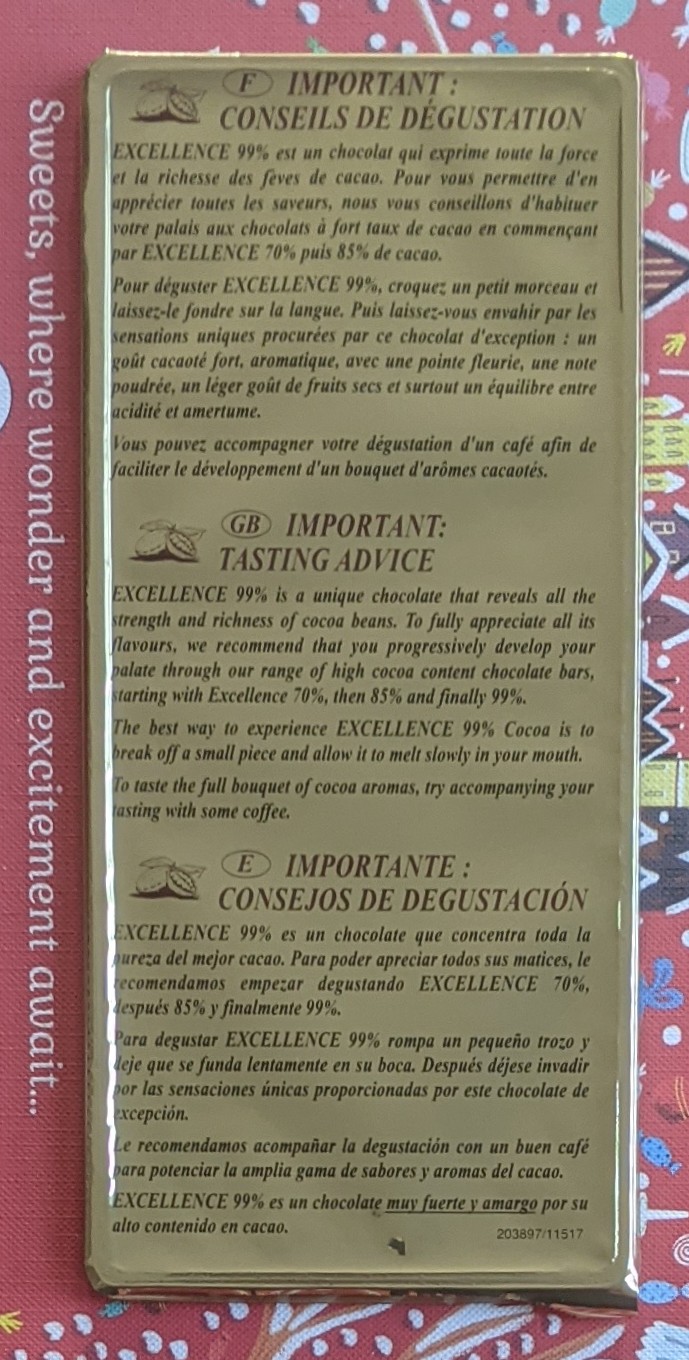 Sweets, where wonder and excitement await...
F IMPORTANT :
CONSEILS DE DÉGUSTATION
EXCELLENCE 99% est un chocolat qui exprime toute la force
et la richesse des fèves de cacao. Pour vous permettre d'en
apprécier toutes les saveurs, nous vous conseillons d'habituer
votre palais aux chocolats à fort taux de cacao en commençant
par EXCELLENCE 70% puis 85% de cacao.
Pour déguster EXCELLENCE 99%, croquez un petit morceau et
laissez-le fondre sur la langue. Puis laissez-vous envahir par les
sensations uniques procurées par ce chocolat d'exception : un
goût cacaoté fort, aromatique, avec une pointe fleurie, une note
poudrée, un léger goût de fruits secs et surtout un équilibre entre
acidité et amertume.
Vous pouvez accompagner votre dégustation d'un café afin de
faciliter le développement d'un bouquet d'arômes cacaotés.
GB IMPORTANT:
TASTING ADVICE
EXCELLENCE 99% is a unique chocolate that reveals all the
strength and richness of cocoa beans. To fully appreciate all its
flavours, we recommend that you progressively develop your
palate through our range of high cocoa content chocolate bars,
starting with Excellence 70%, then 85% and finally 99%.
The best way to experience EXCELLENCE 99% Cocoa is to
break off a small piece and allow it to melt slowly in your mouth.
To taste the full bouquet of cocoa aromas, try accompanying your
tasting with some coffee.
E IMPORTANTE :
CONSEJOS DE DEGUSTACIÓN
EXCELLENCE 99% es un chocolate que concentra toda la
pureza del mejor cacao. Para poder apreciar todos sus matices, le
recomendamos empezar degustando EXCELLENCE 70%,
después 85% y finalmente 99%.
Para degustar EXCELLENCE 99% rompa un pequeño trozo y
deje que se funda lentamente en su boca. Después déjese invadir
por las sensaciones únicas proporcionadas por este chocolate de
excepción.
Le recomendamos acompañar la degustación con un buen café
para potenciar la amplia gama de sabores y aromas del cacao.
EXCELLENCE 99% es un chocolate muy fuerte y amargo por su
alto contenido en cacao.
203897/11517